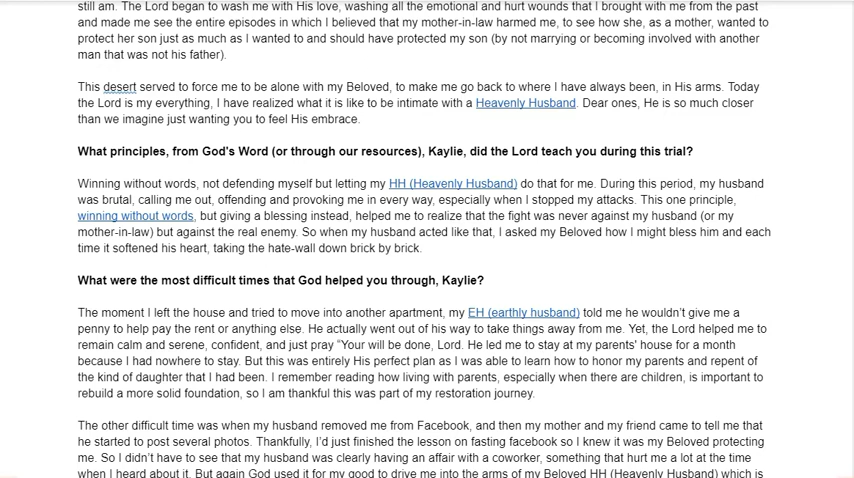 still am. The Lord began to wash me with His love, washing all the emotional and hurt wounds that I brought with me from the past
and made me see the entire episodes in which I believed that my mother-in-law harmed me, to see how she, as a mother, wanted to
protect her son just as much as I wanted to and should have protected my son (by not marrying or becoming involved with another
man that was not his father).
This desert served to force me to be alone with my Beloved, to make me go back to where I have always been, in His arms. Today
the Lord is my everything, I have realized what it is like to be intimate with a Heavenly Husband. Dear ones, He is so much closer
than we imagine just wanting you to feel His embrace.
What principles, from God's Word (or through our resources), Kaylie, did the Lord teach you during this trial?
Winning without words, not defending myself but letting my HH (Heavenly Husband) do that for me. During this period, my husband
was brutal, calling me out, offending and provoking me in every way, especially when I stopped my attacks. This one principle,
winning without words, but giving a blessing instead, helped me to realize that the fight was never against my husband (or my
mother-in-law) but against the real enemy. So when my husband acted like that, I asked my Beloved how I might bless him and each
time it softened his heart, taking the hate-wall down brick by brick.
What were the most difficult times that God helped you through, Kaylie?
The moment I left the house and tried to move into another apartment, my EH (earthly husband) told me he wouldn't give me a
penny to help pay the rent or anything else. He actually went out of his way to take things away from me. Yet, the Lord helped me to
remain calm and serene, confident, and just pray “Your will be done, Lord. He led me to stay at my parents' house for a month
because I had nowhere to stay. But this was entirely His perfect plan as I was able to learn how to honor my parents and repent of
the kind of daughter that I had been. I remember reading how living with parents, especially when there are children, is important to
rebuild a more solid foundation, so I am thankful this was part of my restoration journey.
The other difficult time was when my husband removed me from Facebook, and then my mother and my friend came to tell me that
he started to post several photos. Thankfully, I'd just finished the lesson on fasting facebook so I knew it was my Beloved protecting
me. So I didn't have to see that my husband was clearly having an affair with a coworker, something that hurt me a lot at the time
when I heard about it. But again God used it for my good to drive me into the arms of my Beloved HH (Heavenly Husband) which is